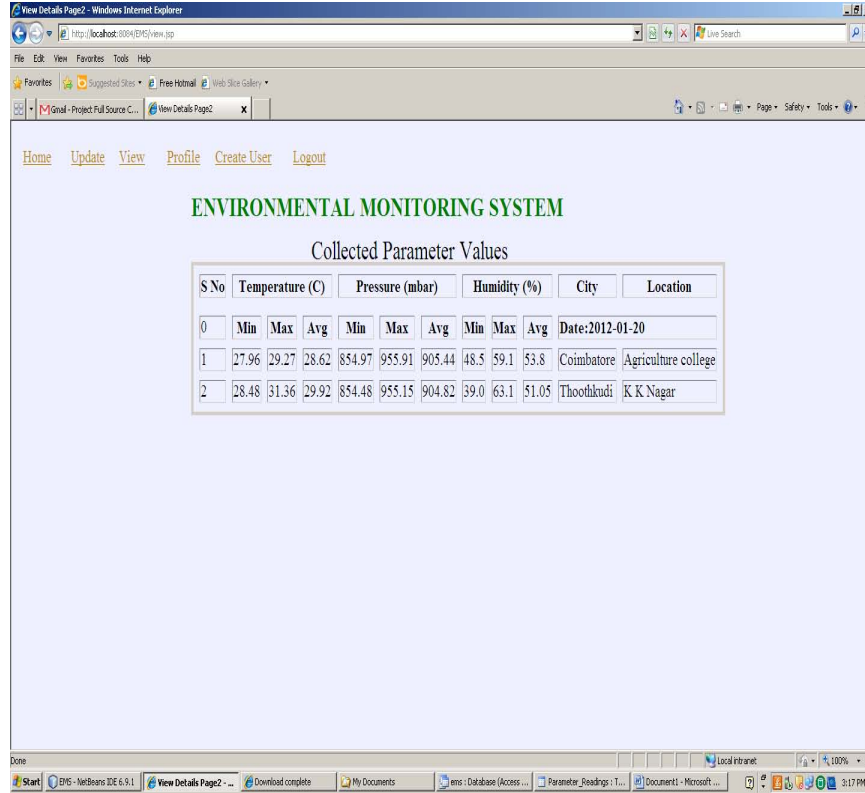 View Details Page2 - Windows Internet Explorer
http://localhost:8084/EMS/view.jsp
Live Search
File Edit View Favorites Tools Help
Favorites Suggested Sites Free Hotmail Web Slice Gallery
Gmail - Project Full Source C... View Details Page2 X Page Safety Tools
Home Update View Profile Create User Logout
ENVIRONMENTAL MONITORING SYSTEM
Collected Parameter Values
S No Temperature (C) Pressure (mbar) Humidity (%) City Location
0 Min Max Avg Min Max Avg Min Max Avg Date:2012-01-20
1 27.96 29.27 28.62 854.97 955.91 905.44 48.5 59.1 53.8 Coimbatore Agriculture college
2 28.48 31.36 29.92 854.48 955.15 904.82 39.0 63.1 51.05 Thoothkudi K K Nagar
Done Local intranet 100%
Start EMS - NetBeans IDE 6.9.1 View Details Page2 - ... Download complete My Documents ems : Database (Access ... Parameter_Readings : T... Document1 - Microsoft ... 3:17 PM